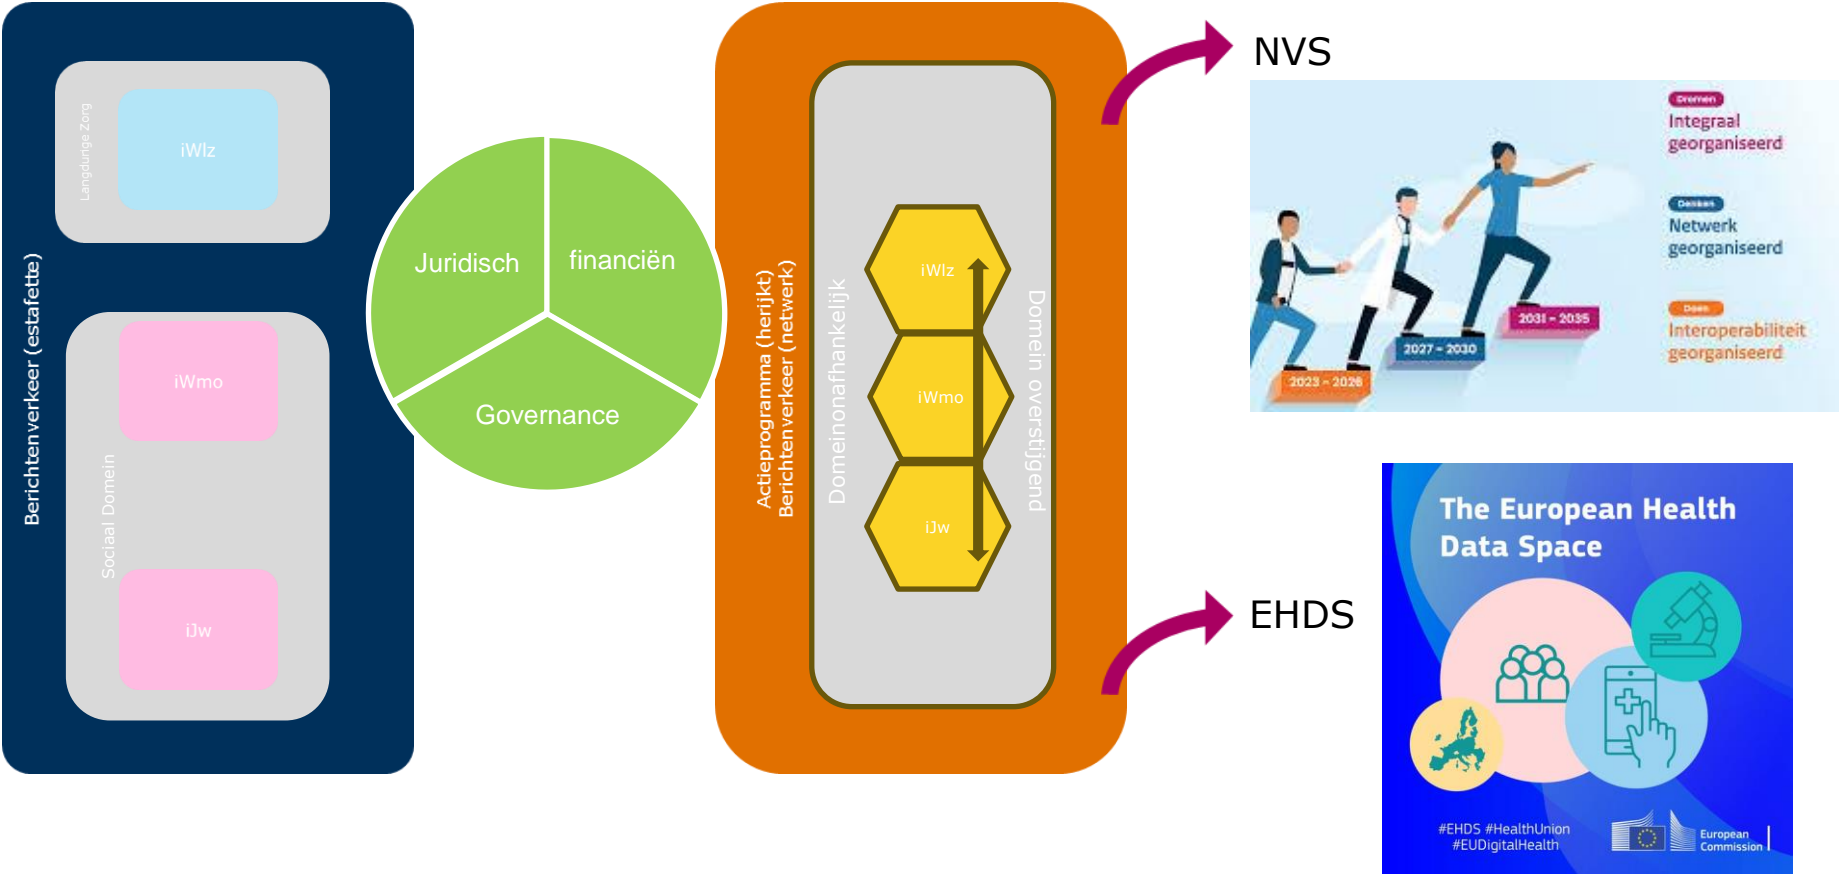 Berichtenverkeer (estafette)
Langdurige Zorg
iWlz
Sociaal Domein
iWmo
iJw
Juridisch
financiën
Governance
Actieprogramma (herijkt)
Berichtenverkeer (netwerk)
Domeinonafhankelijk
iWlz
iWmo
iJw
Domein overstijgend
NVS
Dromen
Integraal
georganiseerd
Denken
Netwerk
georganiseerd
Doen
Interoperabiliteit
georganiseerd
2031 - 2035
2027 - 2030
2023 - 2026
EHDS
The European Health
Data Space
#EHDS #HealthUnion
#EUDigitalHealth
European
Commission